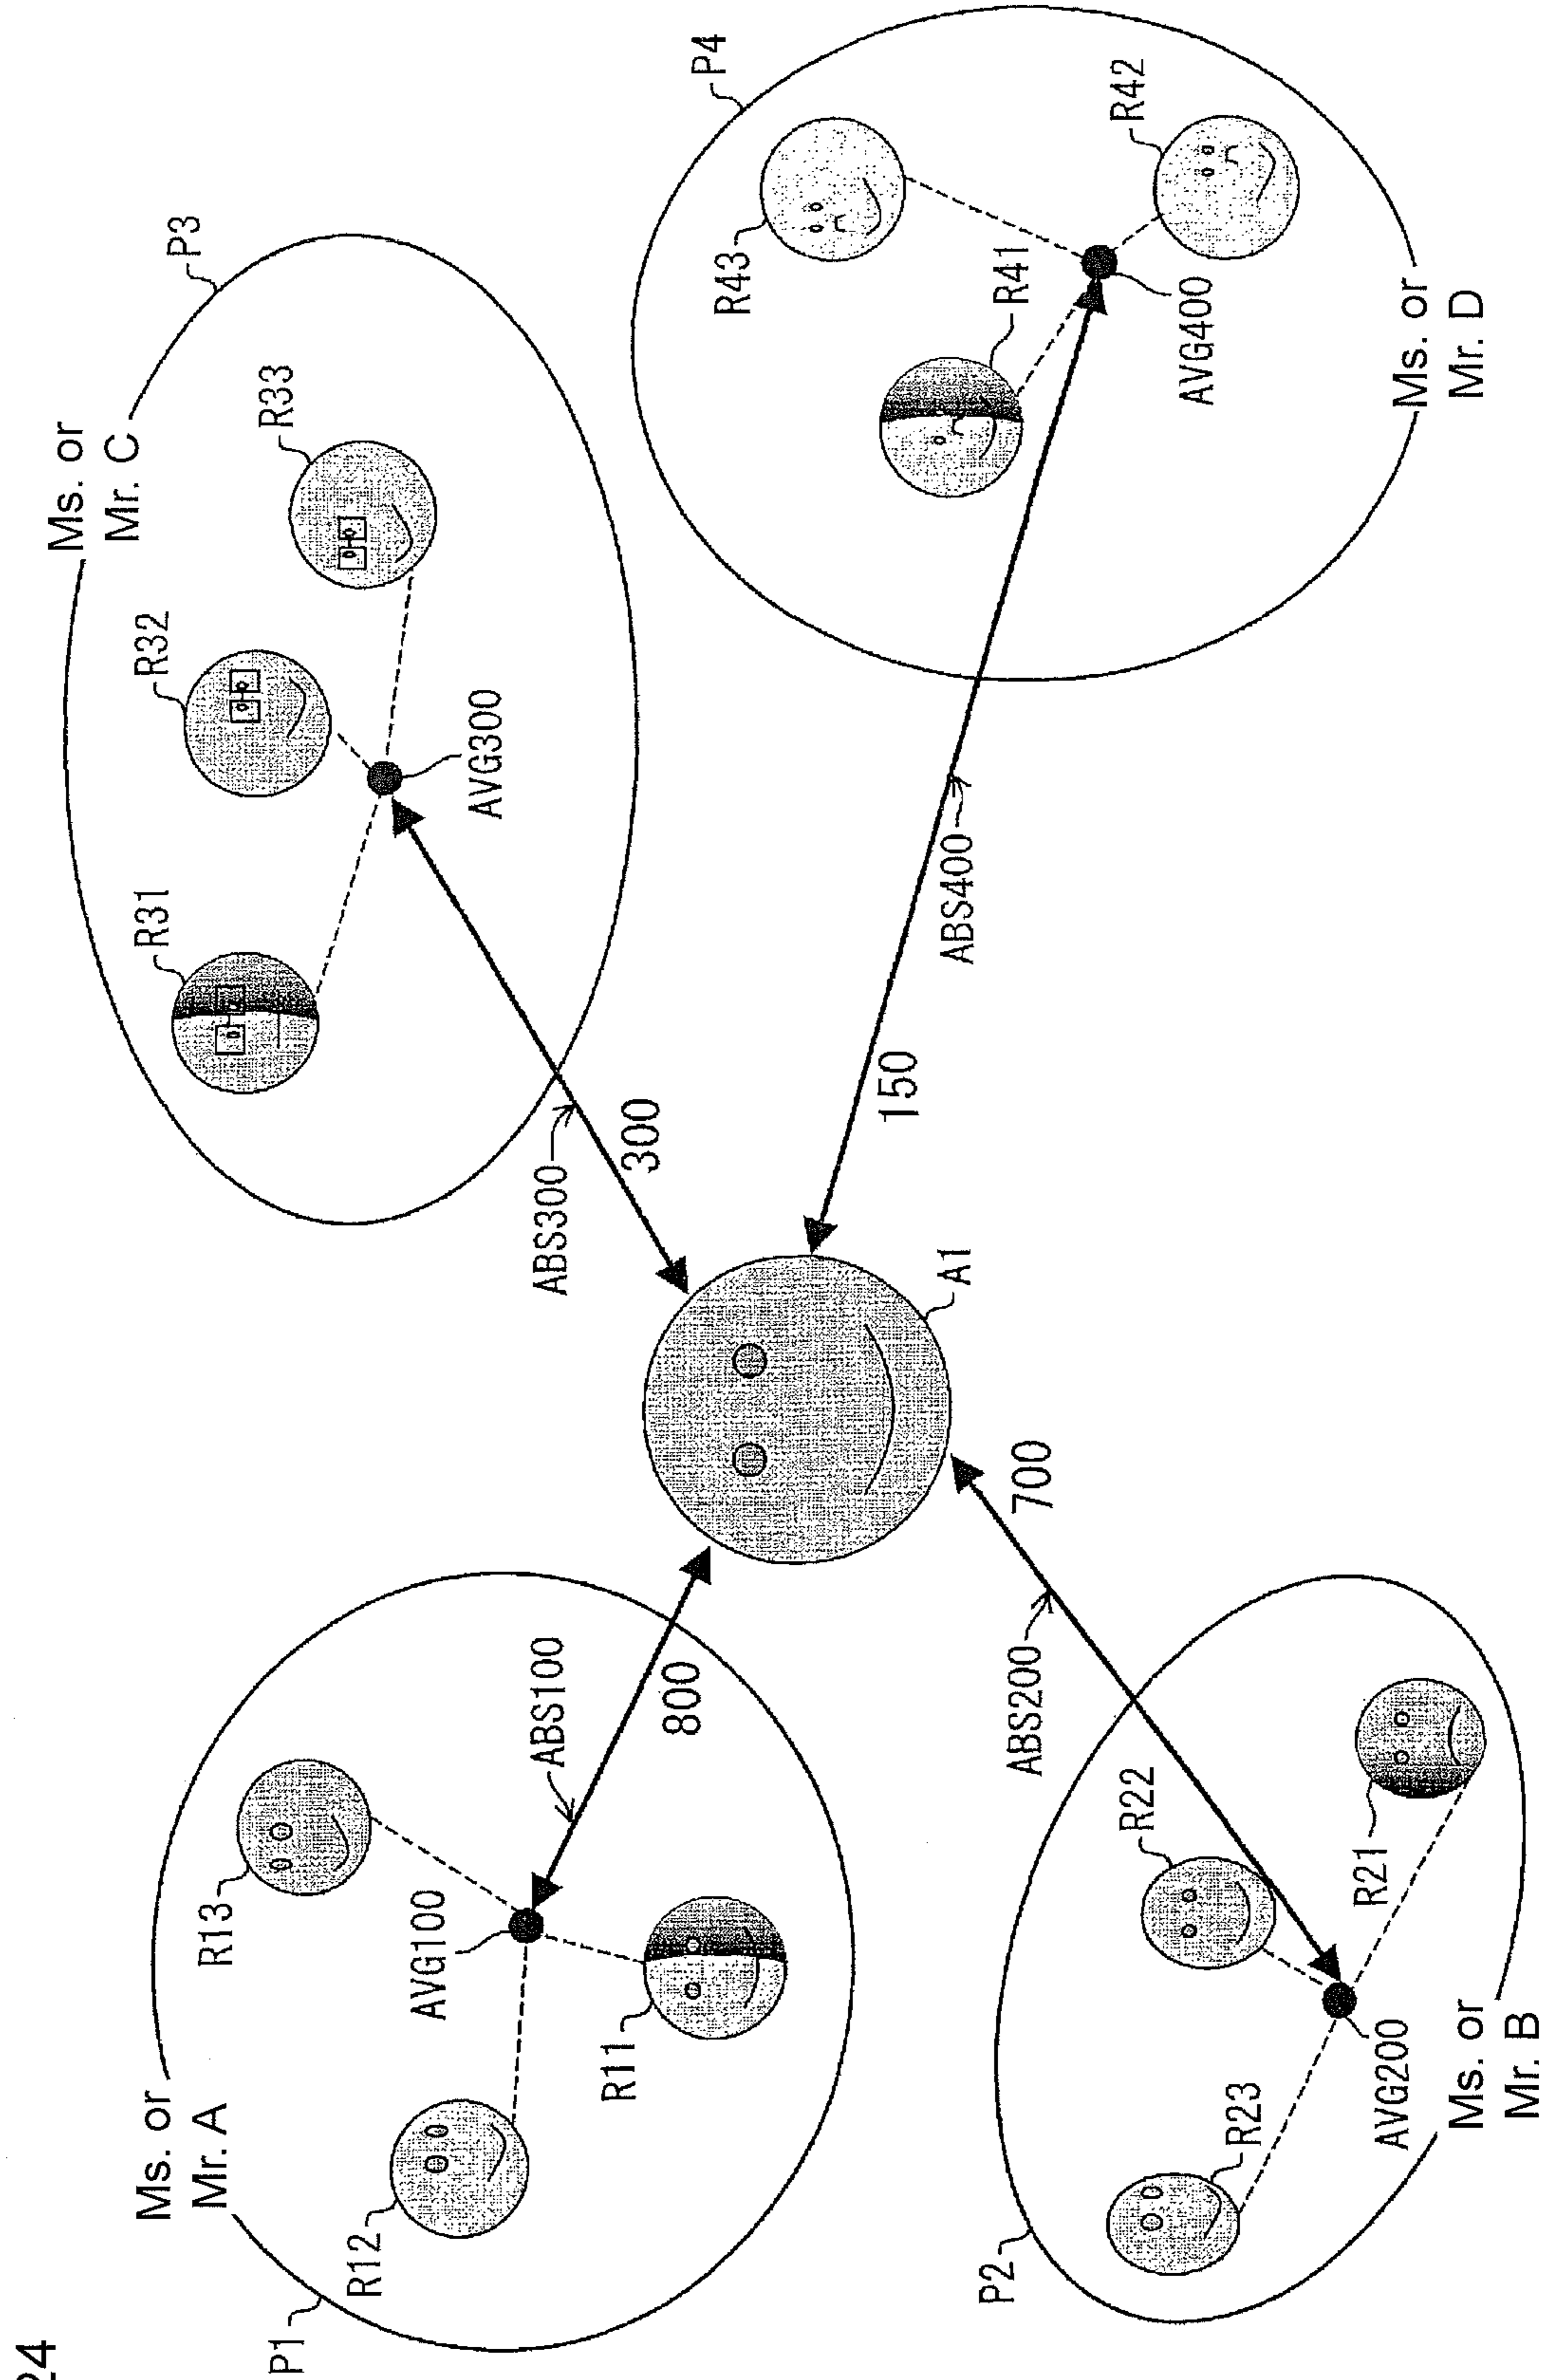 24
P1
Ms. or
Mr. A
R12
R13
AVG100
R11
ABS100
800
P2
R23
R22
R21
AVG200
Ms. or
Mr. B
ABS200
700
A1
Ms. or
Mr. C
P3
R31
R32
R33
AVG300
ABS300
300
P4
R43
R41
R42
AVG400
Ms. or
Mr. D
ABS400
150